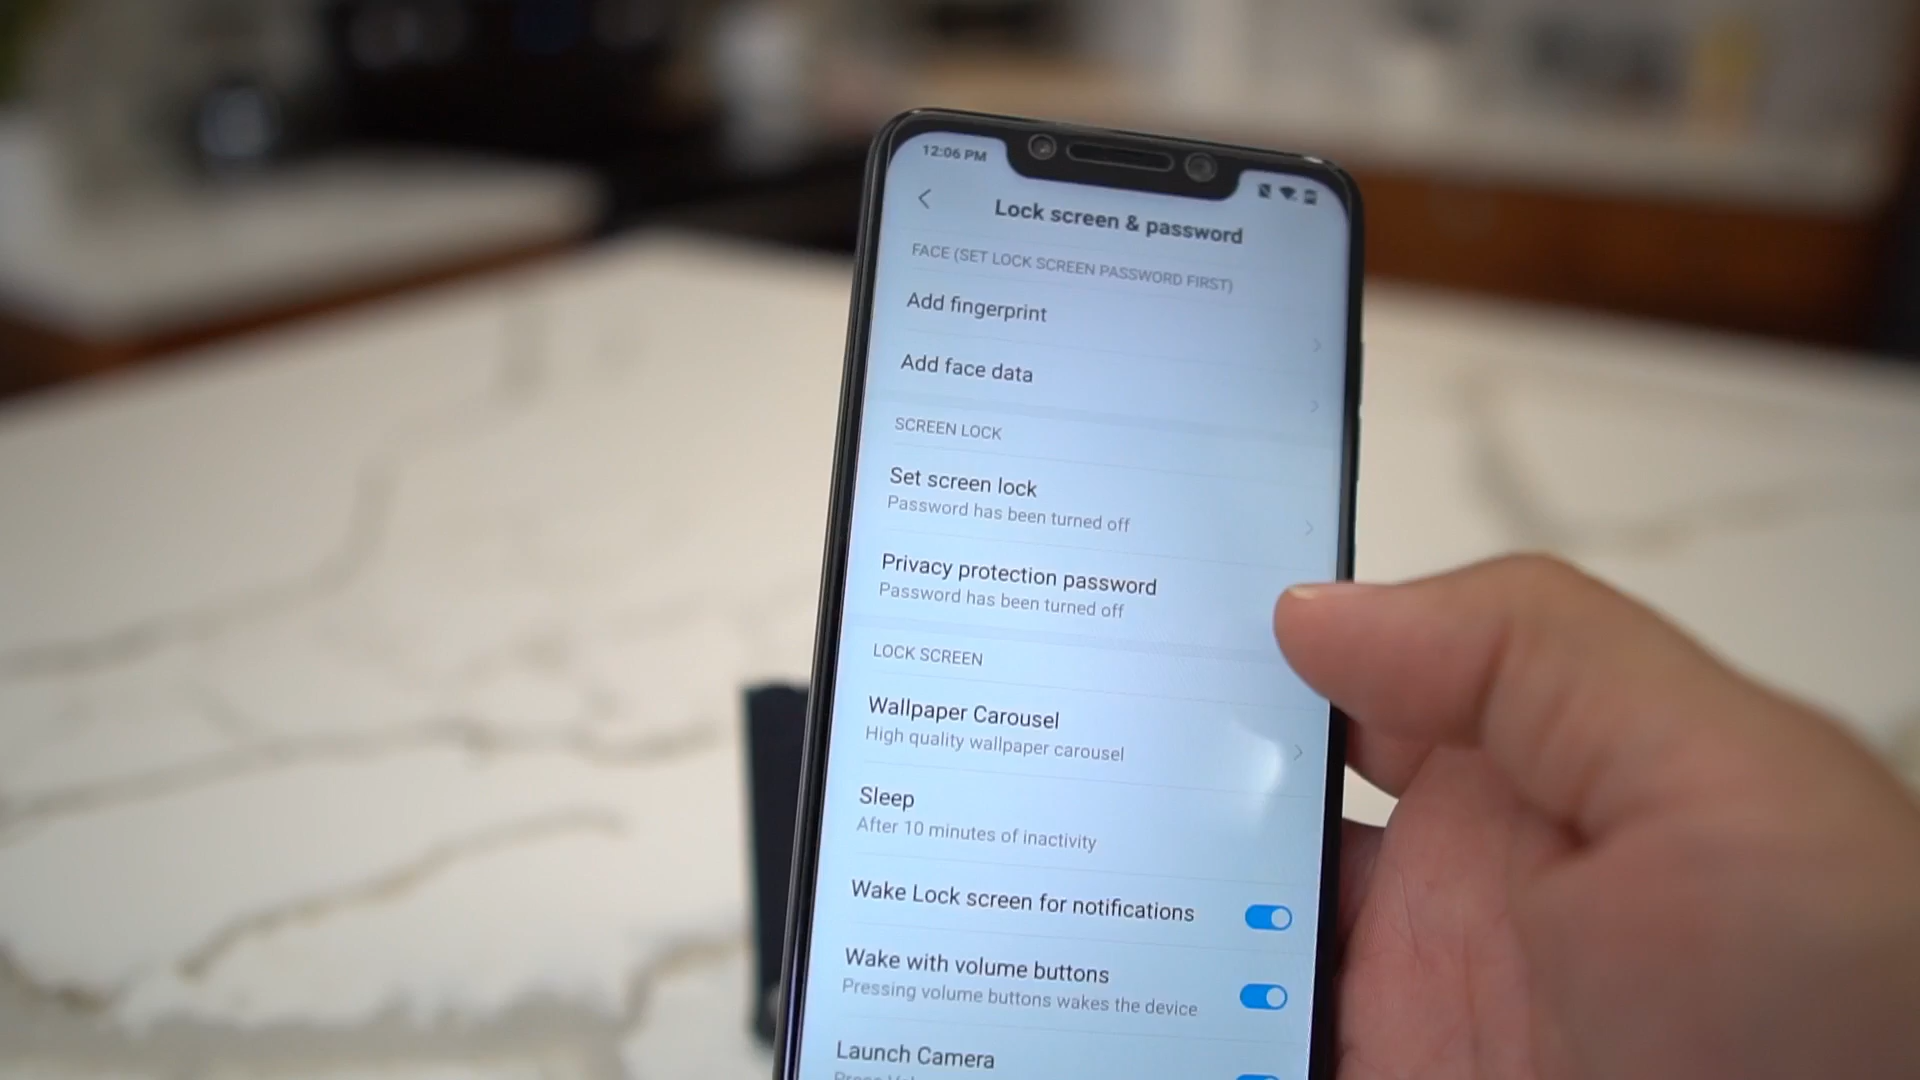 12:06 PM
Lock screen & password
FACE (SET LOCK SCREEN PASSWORD FIRST)
Add fingerprint
Add face data
SCREEN LOCK
Set screen lock
Password has been turned off
Privacy protection password
Password has been turned off
LOCK SCREEN
Wallpaper Carousel
High quality wallpaper carousel
Sleep
After 10 minutes of inactivity
Wake Lock screen for notifications
Wake with volume buttons
Pressing volume buttons wakes the device
Launch Camera